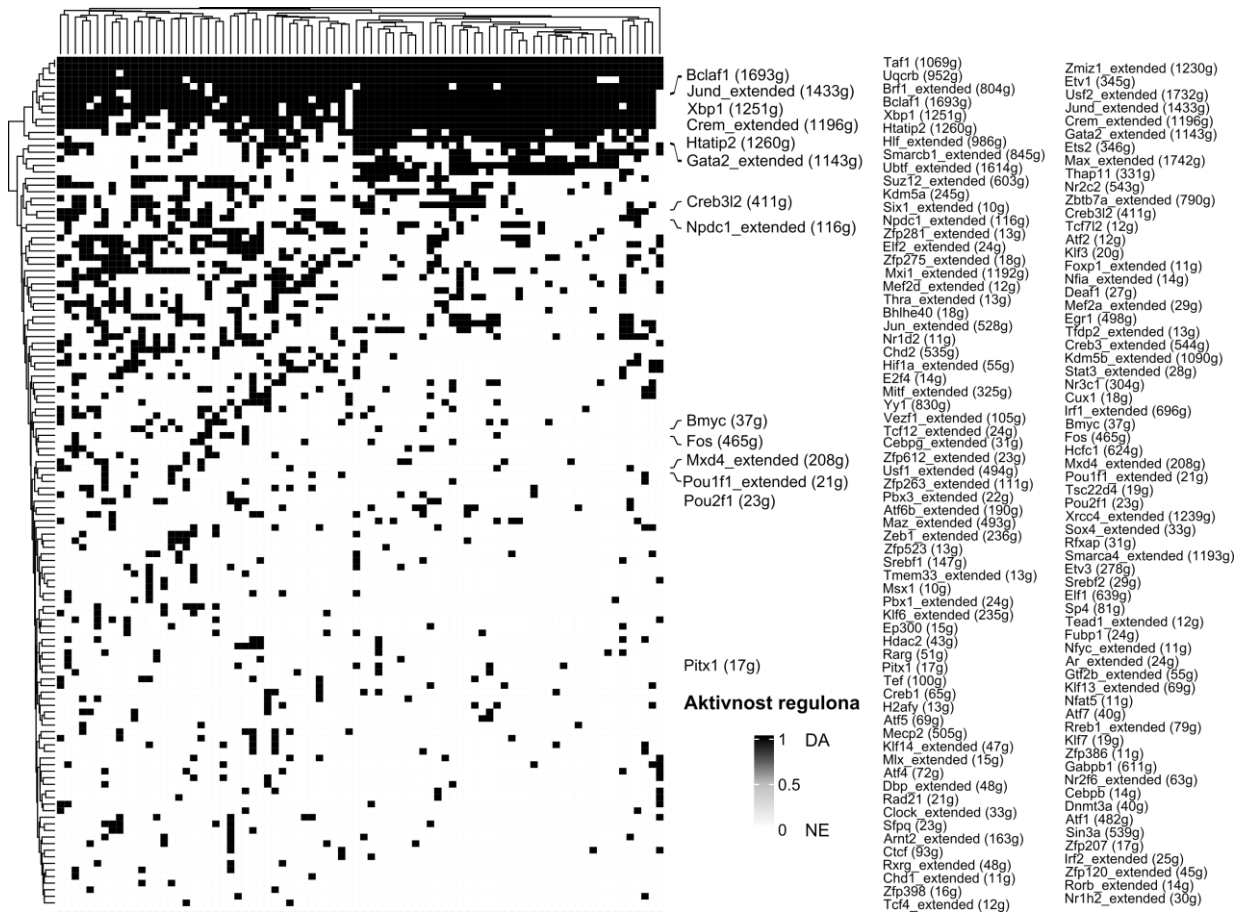 Bclaf1 (1693g)
Jund_extended (1433g)
Xbp1 (1251g)
Crem_extended (1196g)
Htatip2 (1260g)
Gata2_extended (1143g)
Creb3l2 (411g)
Npdc1_extended (116g)
Bmyc (37g)
Fos (465g)
Mxd4_extended (208g)
Pou1f1_extended (21g)
Pou2f1 (23g)
Pitx1 (17g)
Aktivnost regulona
1 DA
0.5
0 NE
Taf1 (1069g)
Uqcrb (952g)
Brf1_extended (804g)
Bclaf1 (1693g)
Xbp1 (1251g)
Htatip2 (1260g)
Hlf_extended (986g)
Smarcb1_extended (845g)
Ubtf_extended (1614g)
Suz12_extended (603g)
Kdm5a (245g)
Six1_extended (10g)
Npdc1_extended (116g)
Zfp281_extended (13g)
Elf2_extended (24g)
Zfp275_extended (18g)
Mxi1_extended (1192g)
Mef2d_extended (12g)
Thra_extended (13g)
Bhlhe40 (18g)
Jun_extended (528g)
Nr1d2 (11g)
Chd2 (535g)
Hif1a_extended (55g)
E2f4 (14g)
Mitf_extended (325g)
Yy1 (830g)
Vezf1_extended (105g)
Tcf12_extended (24g)
Cebpg_extended (31g)
Zfp612_extended (23g)
Usf1_extended (494g)
Zfp263_extended (111g)
Pbx3_extended (22g)
Atf6b_extended (190g)
Maz_extended (493g)
Zeb1_extended (236g)
Zfp523 (13g)
Srebf1 (147g)
Tmem33_extended (13g)
Msx1 (10g)
Pbx1_extended (24g)
Klf6_extended (235g)
Ep300 (15g)
Hdac2 (43g)
Rarg (51g)
Pitx1 (17g)
Tef (100g)
Creb1 (65g)
H2afy (13g)
Atf5 (69g)
Mecp2 (505g)
Klf14_extended (47g)
Mlx_extended (15g)
Atf4 (72g)
Dbp_extended (48g)
Rad21 (21g)
Clock_extended (33g)
Sfpq (23g)
Arnt2_extended (163g)
Ctcf (93g)
Rxrg_extended (48g)
Chd1_extended (11g)
Zfp398 (16g)
Tcf4_extended (12g)
Zmiz1_extended (1230g)
Etv1 (345g)
Usf2_extended (1732g)
Jund_extended (1433g)
Crem_extended (1196g)
Gata2_extended (1143g)
Ets2 (346g)
Max_extended (1742g)
Thap11 (331g)
Nr2c2 (543g)
Zbtb7a_extended (790g)
Creb3l2 (411g)
Tcf7l2 (12g)
Atf2 (12g)
Klf3 (20g)
Foxp1_extended (11g)
Nfia_extended (14g)
Deaf1 (27g)
Mef2a_extended (29g)
Egr1 (498g)
Tfdp2_extended (13g)
Creb3_extended (544g)
Kdm5b_extended (1090g)
Stat3_extended (28g)
Nr3c1 (304g)
Cux1 (18g)
Irf1_extended (696g)
Bmyc (37g)
Fos (465g)
Hcfc1 (624g)
Mxd4_extended (208g)
Pou1f1_extended (21g)
Tsc22d4 (19g)
Pou2f1 (23g)
Xrcc4_extended (1239g)
Sox4_extended (33g)
Rfxap (31g)
Smarca4_extended (1193g)
Etv3 (278g)
Srebf2 (29g)
Elf1 (639g)
Sp4 (81g)
Tead1_extended (12g)
Fubp1 (24g)
Nfyc_extended (11g)
Ar_extended (24g)
Gtf2b_extended (55g)
Klf13_extended (69g)
Nfat5 (11g)
Atf7 (40g)
Rreb1_extended (79g)
Klf7 (19g)
Zfp386 (11g)
Gabpb1 (611g)
Nr2f6_extended (63g)
Cebpb (14g)
Dnmt3a (40g)
Atf1 (482g)
Sin3a (539g)
Zfp207 (17g)
Irf2_extended (25g)
Zfp120_extended (45g)
Rorb_extended (14g)
Nr1h2_extended (30g)